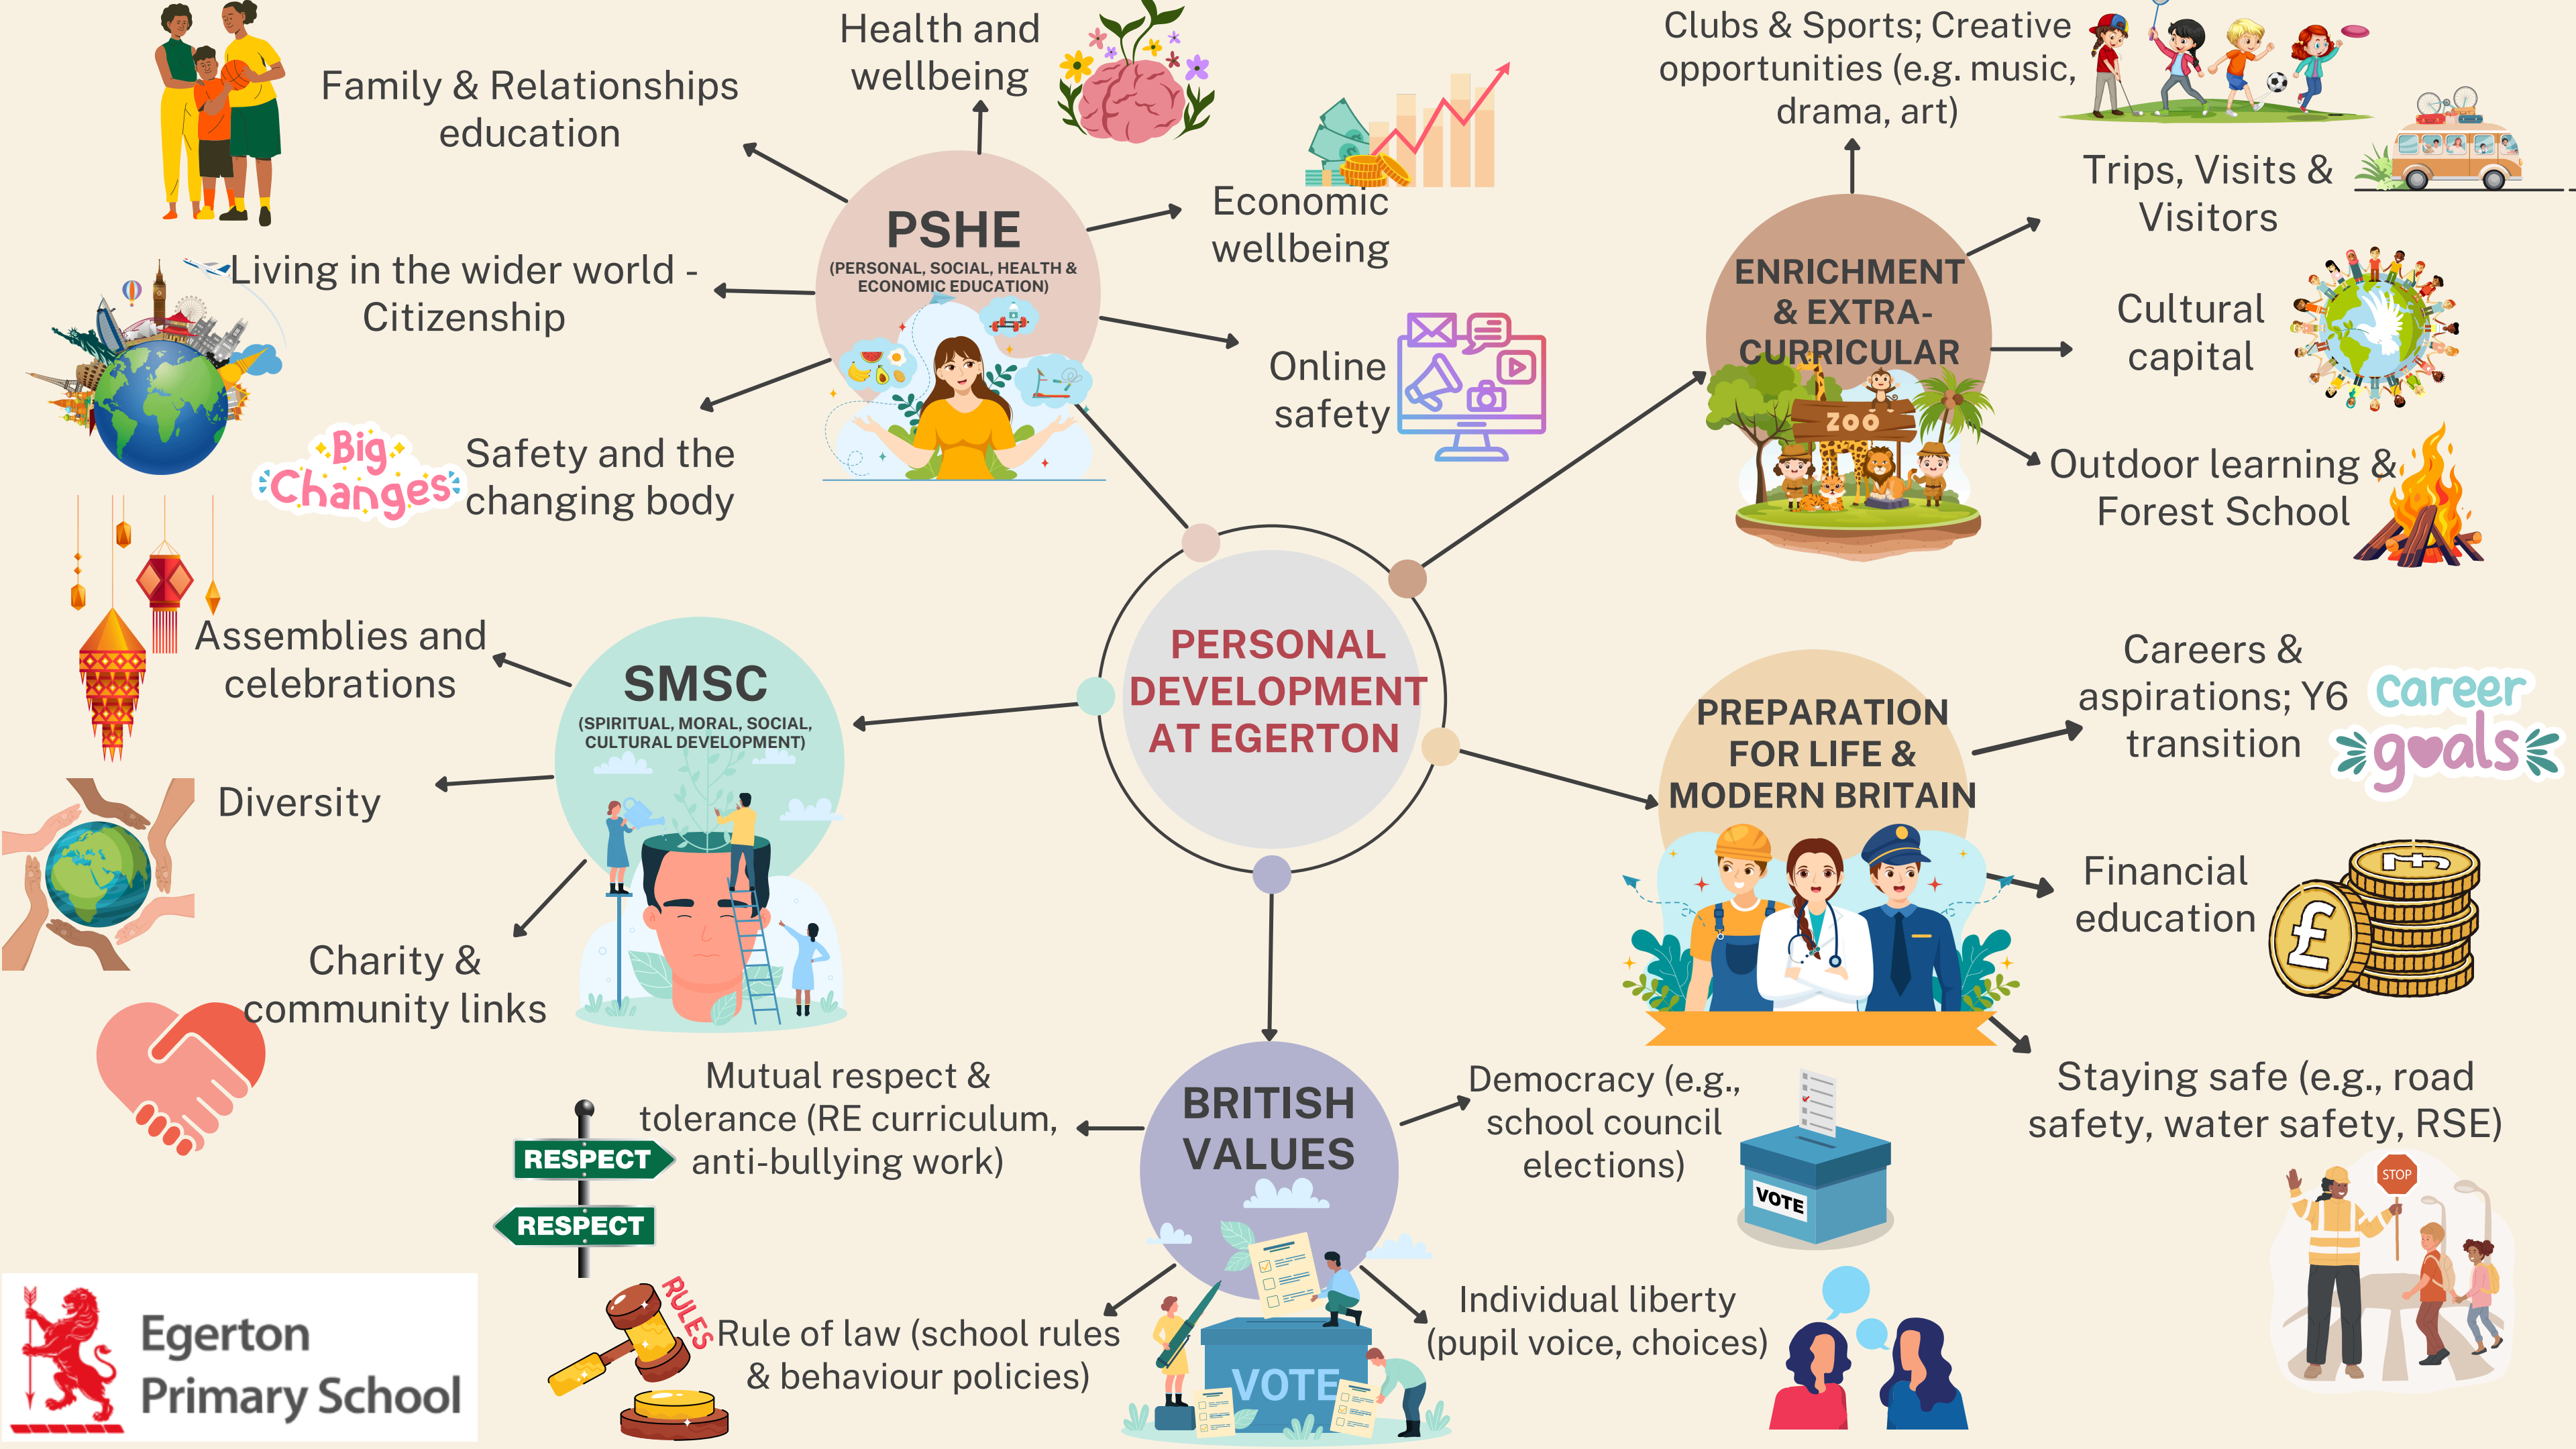 PERSONAL
DEVELOPMENT
AT EGERTON
PSHE
(PERSONAL, SOCIAL, HEALTH &
ECONOMIC EDUCATION)
Family & Relationships
education
Health and
wellbeing
Economic
wellbeing
Online
safety
Living in the wider world -
Citizenship
Big
Changes
Safety and the
changing body
ENRICHMENT
& EXTRA-
CURRICULAR
ZOO
Clubs & Sports; Creative
opportunities (e.g. music,
drama, art)
Trips, Visits &
Visitors
Cultural
capital
Outdoor learning &
Forest School
SMSC
(SPIRITUAL, MORAL, SOCIAL,
CULTURAL DEVELOPMENT)
Assemblies and
celebrations
Diversity
Charity &
community links
PREPARATION
FOR LIFE &
MODERN BRITAIN
Careers &
aspirations; Y6
transition
career
goals
Financial
education
£
£
Staying safe (e.g., road
safety, water safety, RSE)
STOP
BRITISH
VALUES
VOTE
Mutual respect &
tolerance (RE curriculum,
anti-bullying work)
RESPECT
RESPECT
Democracy (e.g.,
school council
elections)
VOTE
RULES
Rule of law (school rules
& behaviour policies)
Individual liberty
(pupil voice, choices)
Egerton
Primary School